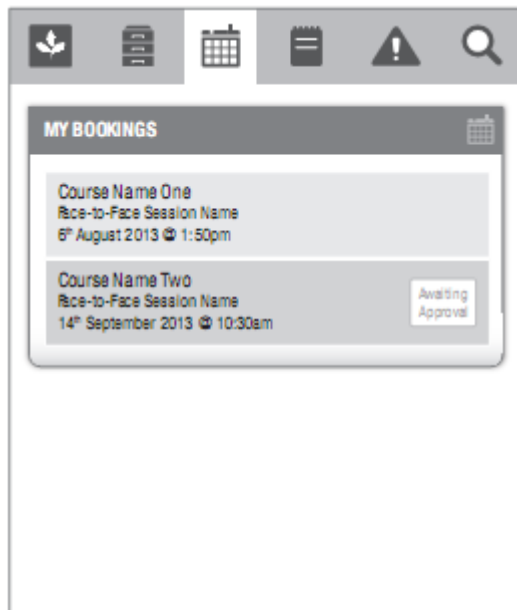 MY BOOKINGS
Course Name One
Face-to-Face Session Name
6th August 2013 @ 1:50pm
Course Name Two
Face-to-Face Session Name
14th September 2013 @ 10:30am
Awaiting
Approval